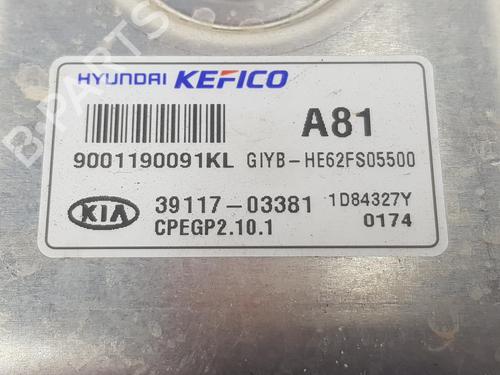 HYUNDAI KEFICO
A81
9001190091KL GIYB-HE62FS05500
KIA 39117-03381 1D84327Y
CPEGP2.10.1 0174
B-PARTS